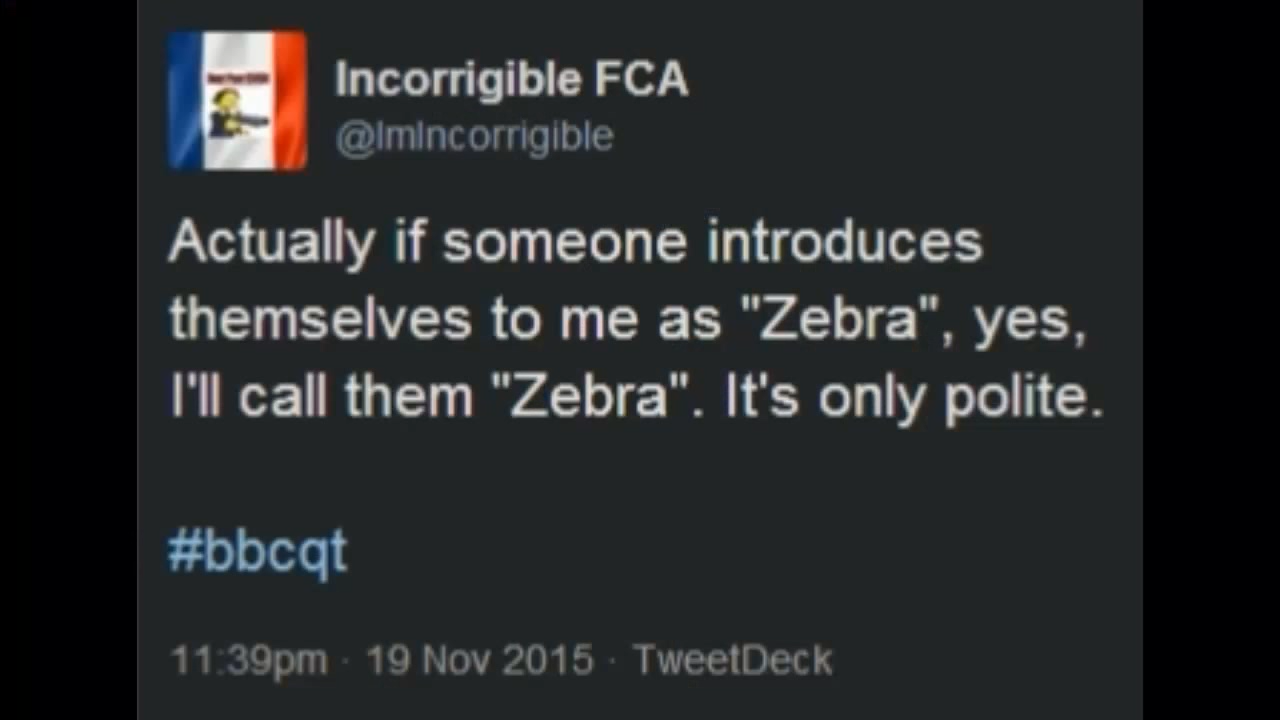 Incorrigible FCA
@ImIncorrigible
Actually if someone introduces
themselves to me as "Zebra", yes,
I'll call them "Zebra". It's only polite.
#bbcqt
11:39pm · 19 Nov 2015 · TweetDeck